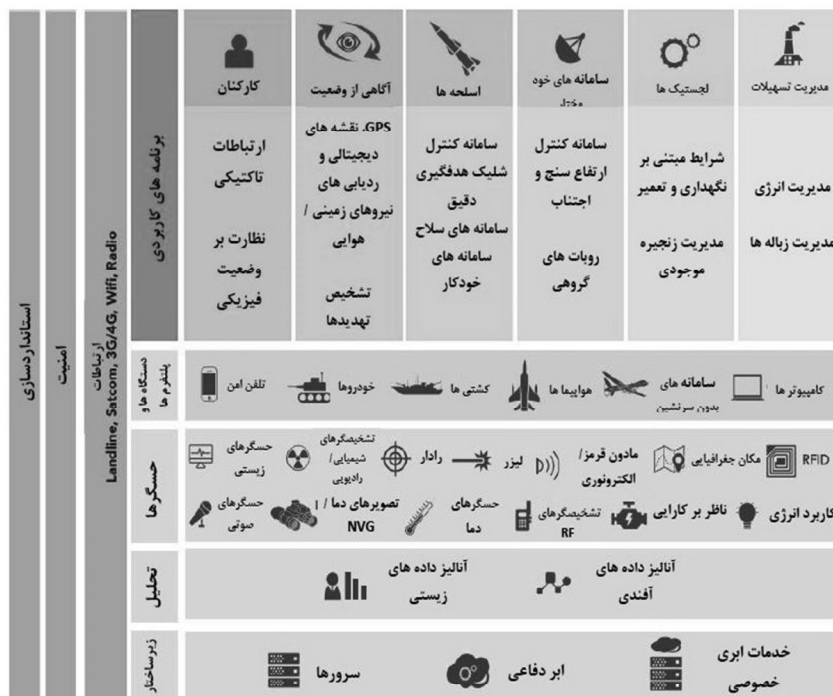 استانداردسازی
امنیت
ارتباطات
Landline, Satcom, 3G/4G, Wifi, Radio
برنامه های کاربردی
کارکنان
ارتباطات
تاکتیکی
نظارت بر
وضعیت
فیزیکی
آگاهی از وضعیت
GPS، نقشه های
دیجیتالی و
ردیابی های
نیروهای زمینی /
هوایی
تشخیص
تهدیدها
اسلحه ها
سامانه کنترل
شلیک هدفگیری
دقیق
سامانه های سلاح
سامانه های
خودکار
سامانه های خود
مختار
سامانه کنترل
ارتفاع سنج و
اجتناب
روبات های
گروهی
لجستیک ها
شرایط مبتنی بر
نگهداری و تعمیر
مدیریت زنجیره
موجودی
مدیریت تسهیلات
مدیریت انرژی
مدیریت زباله ها
دستگاه ها و
پلتفرم ها
تلفن امن
خودروها
کشتی ها
هواپیما ها
سامانه های
بدون سرنشین
کامپیوتر ها
حسگرها
حسگرهای
زیستی
تشخیصگرهای
شیمیایی/
رادیویی
رادار
لیزر
مادون قرمز/
الکترونوری
مکان جغرافیایی
RFID
حسگرهای
صوتی
تصویرهای دما / ا
NVG
حسگرهای
دما
تشخیصگرهای
RF
ناظر بر کارایی
کاربرد انرژی
تحلیل
آنالیز داده های
زیستی
آنالیز داده های
آفندی
زیرساختار
سرورها
ابر دفاعی
خدمات ابری
خصوصی